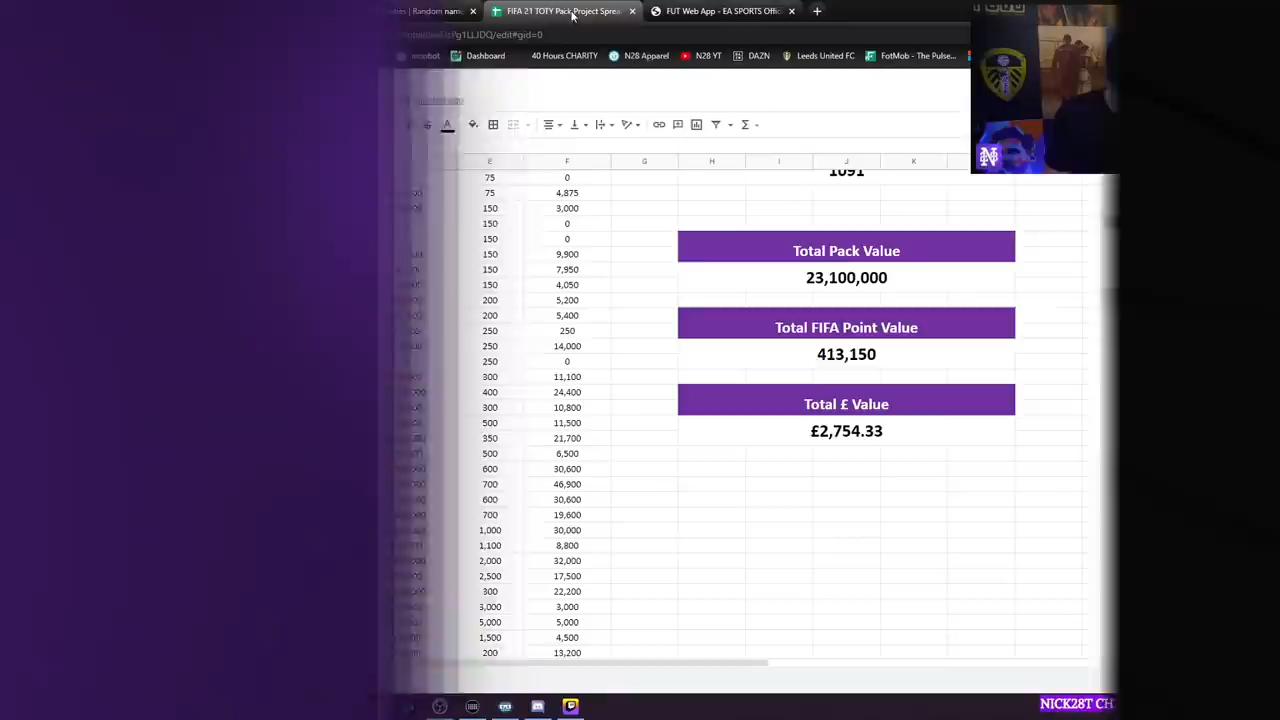 Random name
FIFA 21 TOTY Pack Project Sprea
FUT Web App - EA SPORTS Offic
g1LLJDQ/edit#gid=0
Dashboard
40 Hours CHARITY
N28 Apparel
N28 YT
DAZN
Leeds United FC
FotMob - The Pulse...
E F G H I J K
1091
75 0
75 4,875
150 3,000
150 0
150 0
150 9,900
Total Pack Value
150 7,950
23,100,000
150 4,050
200 5,200
200 5,400
250 250
Total FIFA Point Value
250 14,000
413,150
250 0
300 11,100
400 24,400
300 10,800
Total £ Value
500 11,500
£2,754.33
350 21,700
500 6,500
600 30,600
700 46,900
600 30,600
700 19,600
1,000 30,000
1,100 8,800
2,000 32,000
2,500 17,500
300 22,200
3,000 3,000
5,000 5,000
1,500 4,500
200 13,200
NICK28T CH